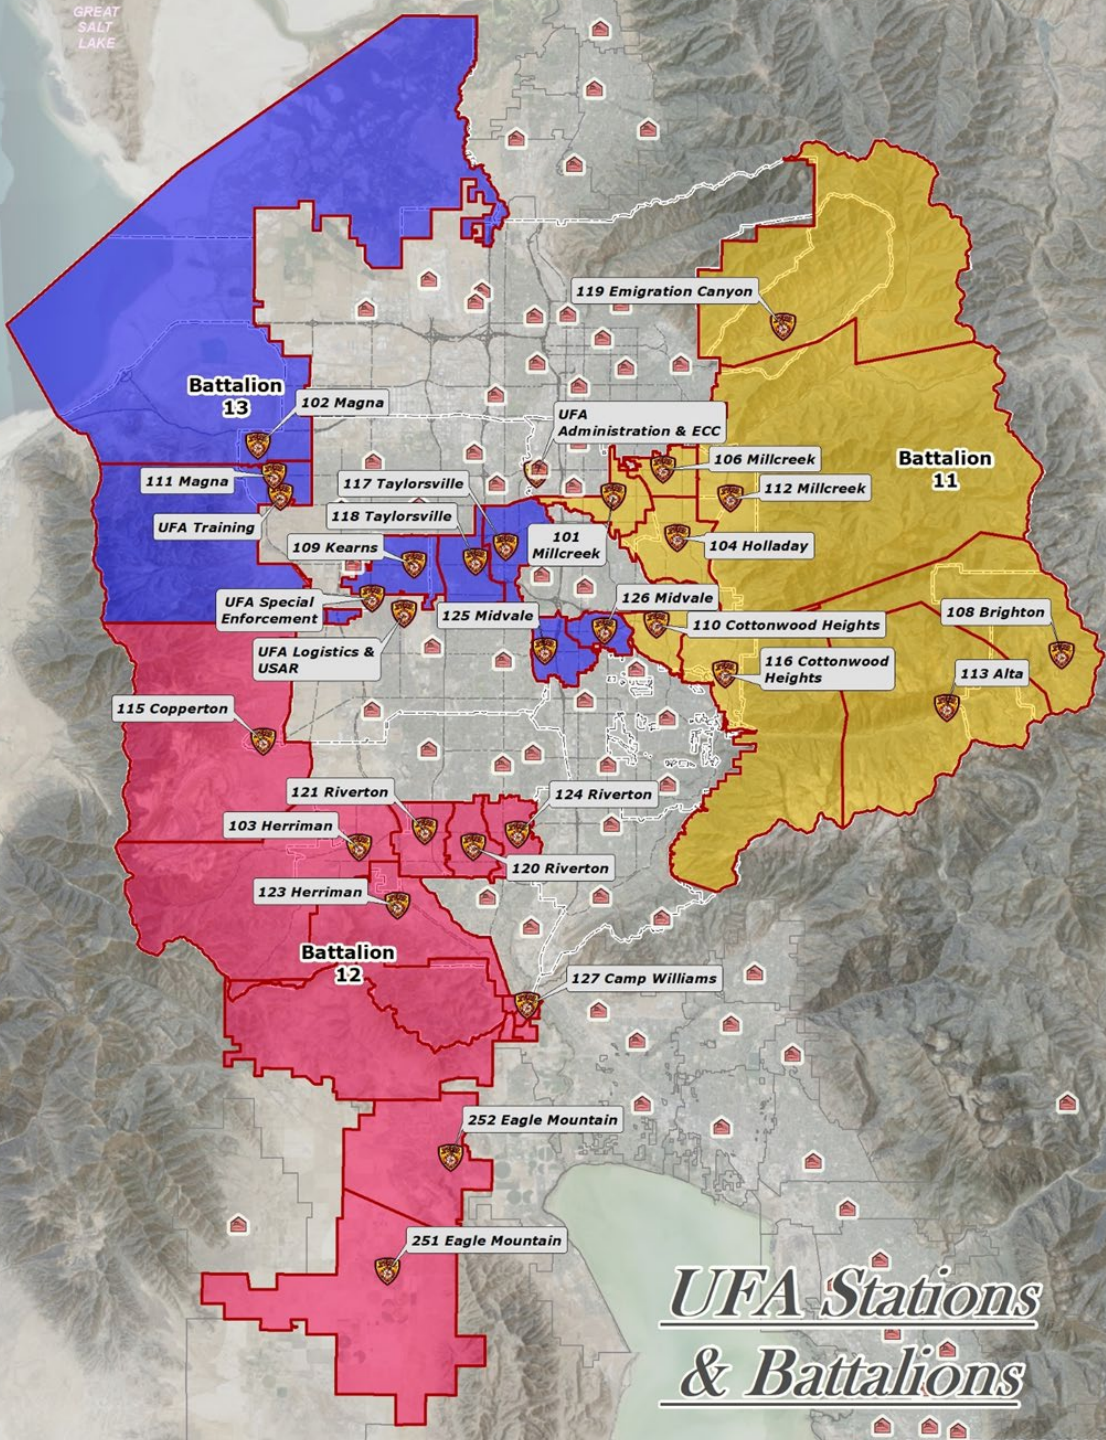 GREAT
SALT
LAKE
119 Emigration Canyon
Battalion
13
102 Magna
UFA
Administration & ECC
106 Millcreek
Battalion
11
111 Magna
117 Taylorsville
112 Millcreek
118 Taylorsville
UFA Training
101
Millcreek
109 Kearns
104 Holladay
UFA Special
Enforcement
125 Midvale
126 Midvale
108 Brighton
110 Cottonwood Heights
UFA Logistics &
USAR
116 Cottonwood
Heights
113 Alta
115 Copperton
121 Riverton
124 Riverton
103 Herriman
120 Riverton
123 Herriman
Battalion
12
127 Camp Williams
252 Eagle Mountain
251 Eagle Mountain
UFA Stations
& Battalions